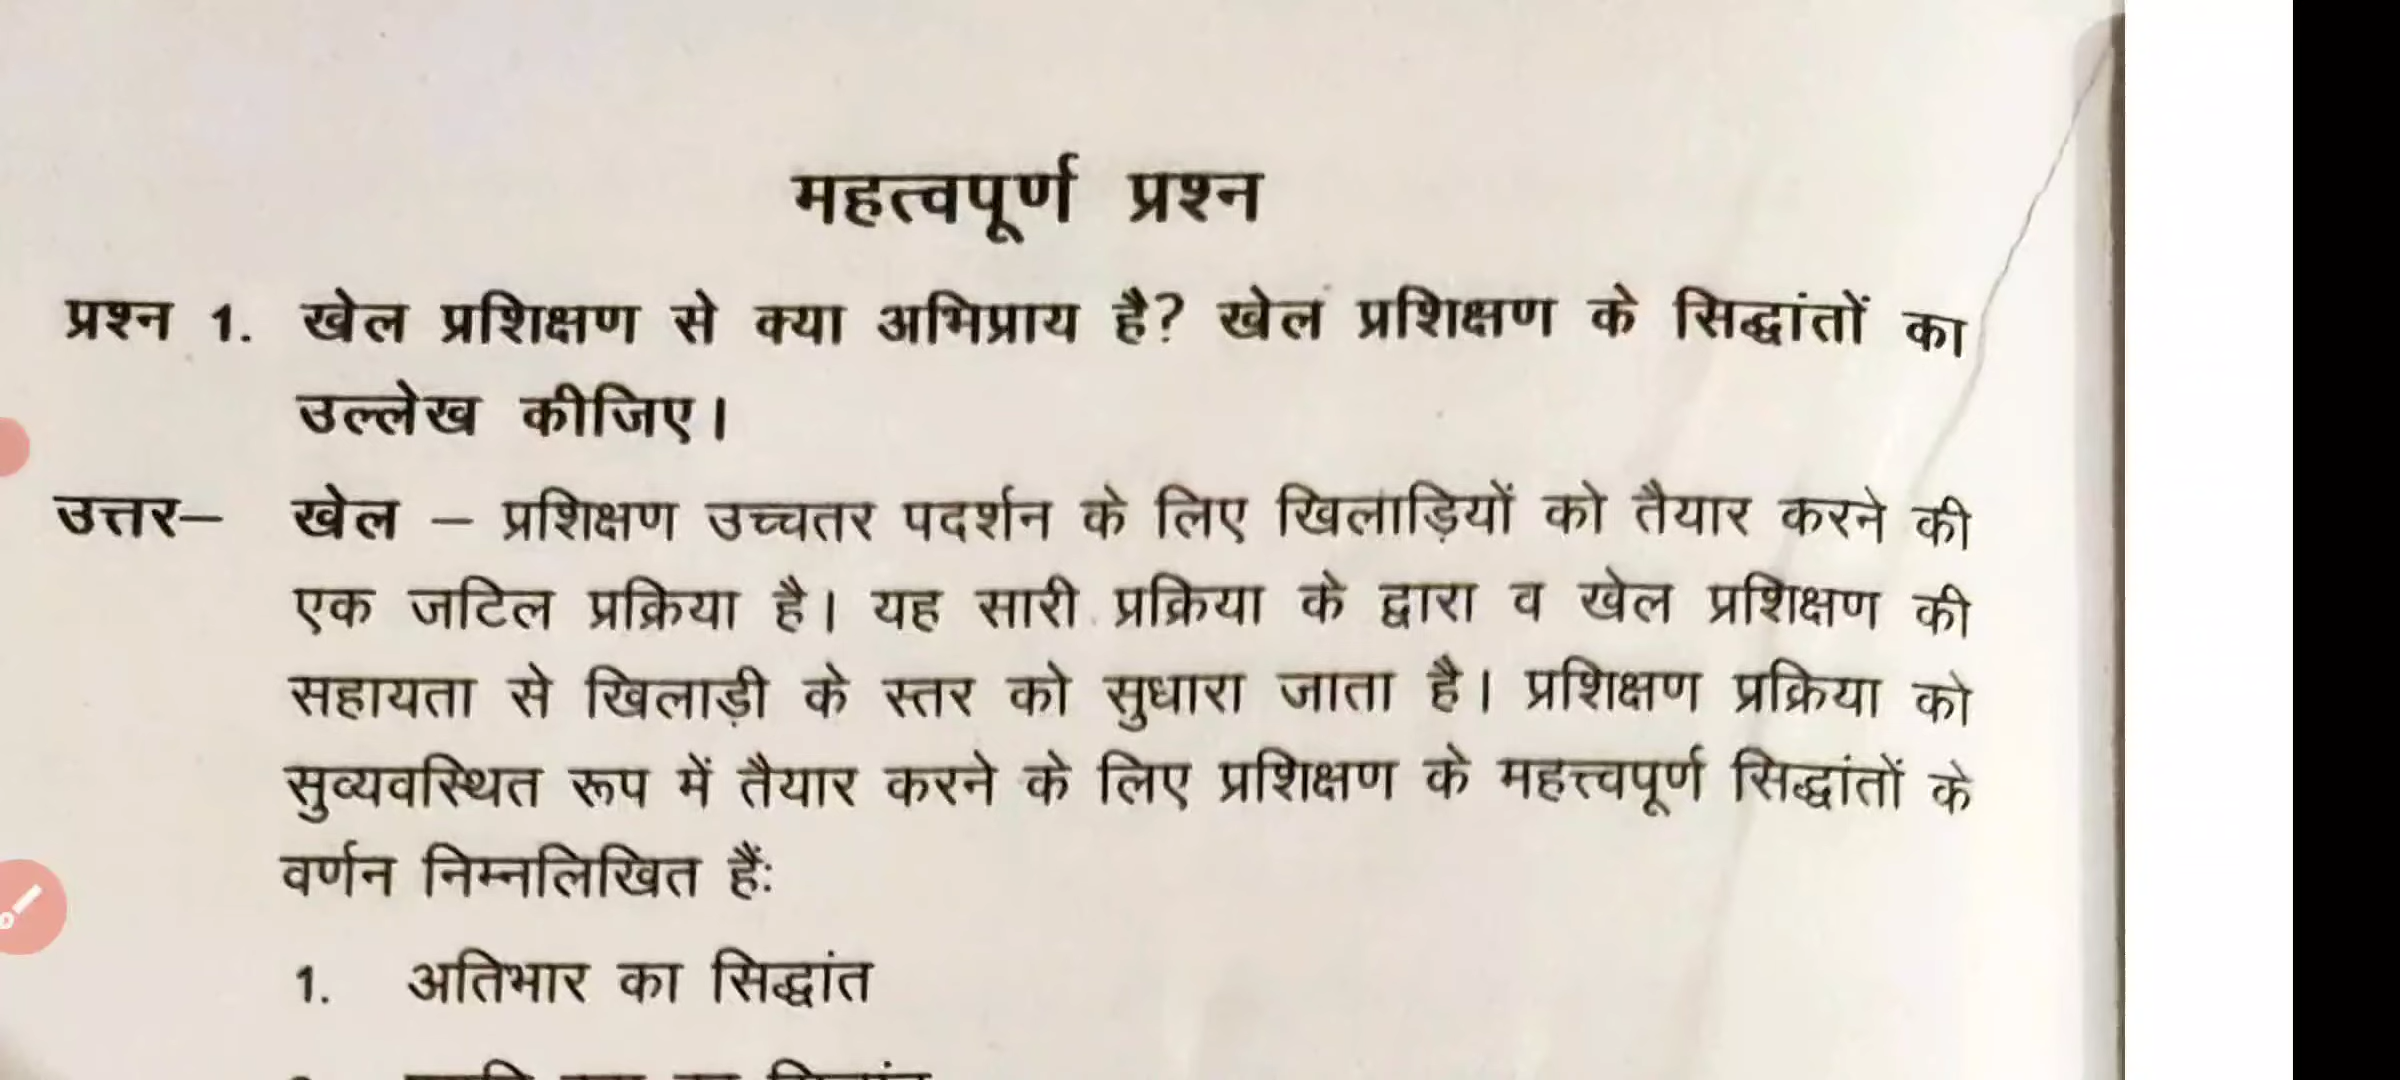 महत्वपूर्ण प्रश्न
प्रश्न 1. खेल प्रशिक्षण से क्या अभिप्राय है? खेल प्रशिक्षण के सिद्धांतों का
उल्लेख कीजिए।
उत्तर– खेल – प्रशिक्षण उच्चतर पदर्शन के लिए खिलाड़ियों को तैयार करने की
एक जटिल प्रक्रिया है। यह सारी प्रक्रिया के द्वारा व खेल प्रशिक्षण की
सहायता से खिलाड़ी के स्तर को सुधारा जाता है। प्रशिक्षण प्रक्रिया को
सुव्यवस्थित रूप में तैयार करने के लिए प्रशिक्षण के महत्त्वपूर्ण सिद्धांतों के
वर्णन निम्नलिखित हैंः
1. अतिभार का सिद्धांत